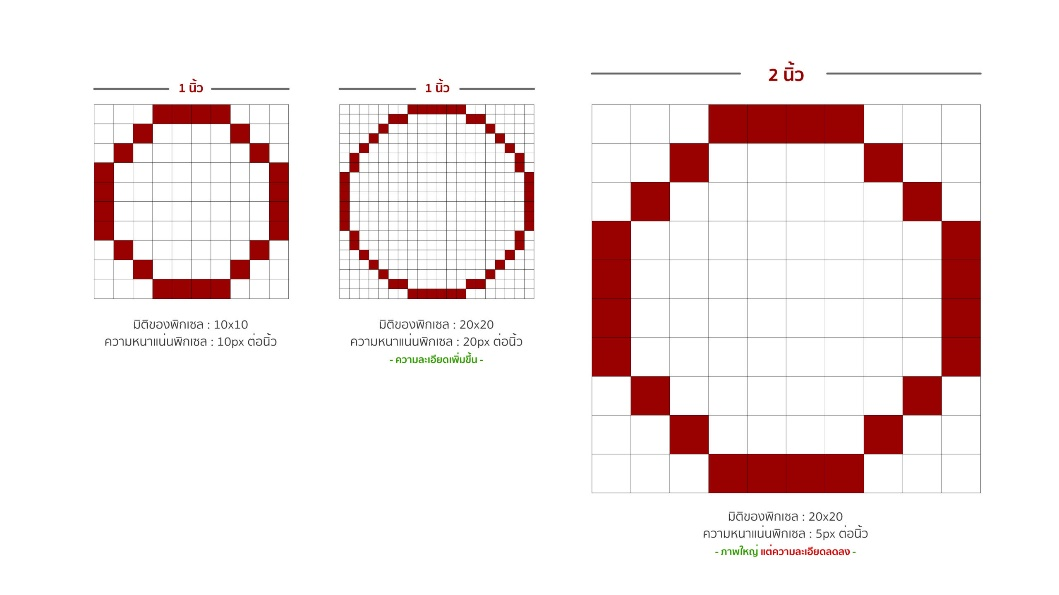 1 นิ้ว
1 นิ้ว
2 นิ้ว
มิติของพิกเซล : 10x10
ความหนาแน่นพิกเซล : 10px ต่อนิ้ว
มิติของพิกเซล : 20x20
ความหนาแน่นพิกเซล : 20px ต่อนิ้ว
- ความละเอียดเพิ่มขึ้น -
มิติของพิกเซล : 20x20
ความหนาแน่นพิกเซล : 5px ต่อนิ้ว
- ภาพใหญ่ แต่ความละเอียดลดลง -